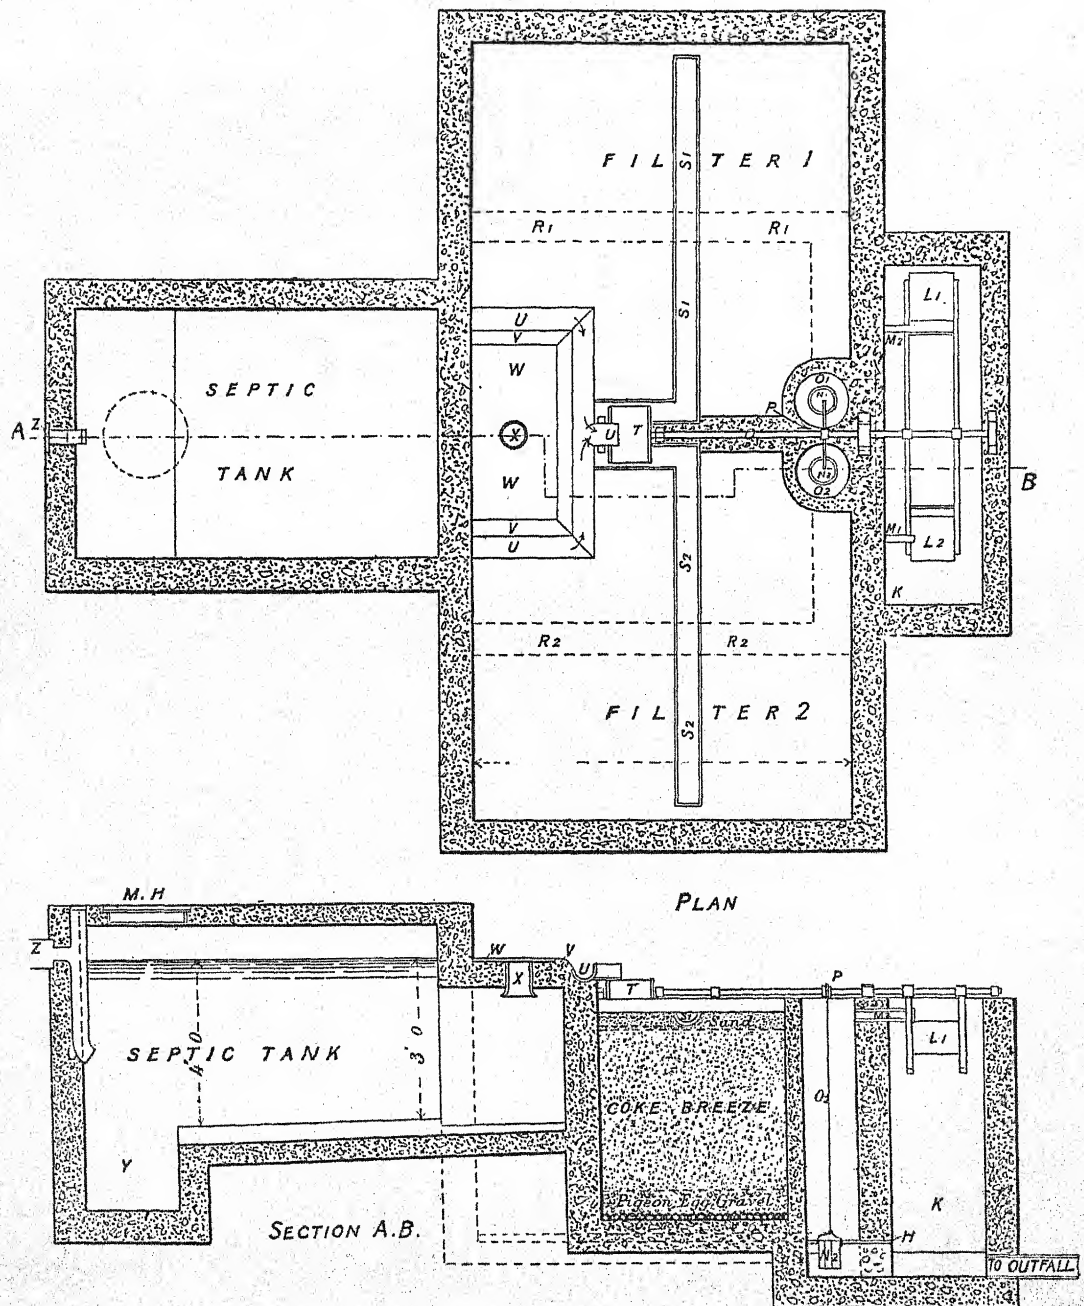 FILTER 1
S1
R1 R1
S1
L1
M2
U
V
W
SEPTIC
O1
N1
P
A Z
X
U T Q
TANK
W
N2
O2
B
V
U
M1
L2
K
S2
R2 R2
FILTER 2
S2
PLAN
M.H
Z
W V
U
X
T
P
M2
S1 Sand
L1
SEPTIC TANK
4'.0"
3'.0"
COKE BREEZE
O2
Y
Pigeon Egg Gravel
K
SECTION A.B.
N2
H
TO OUTFALL